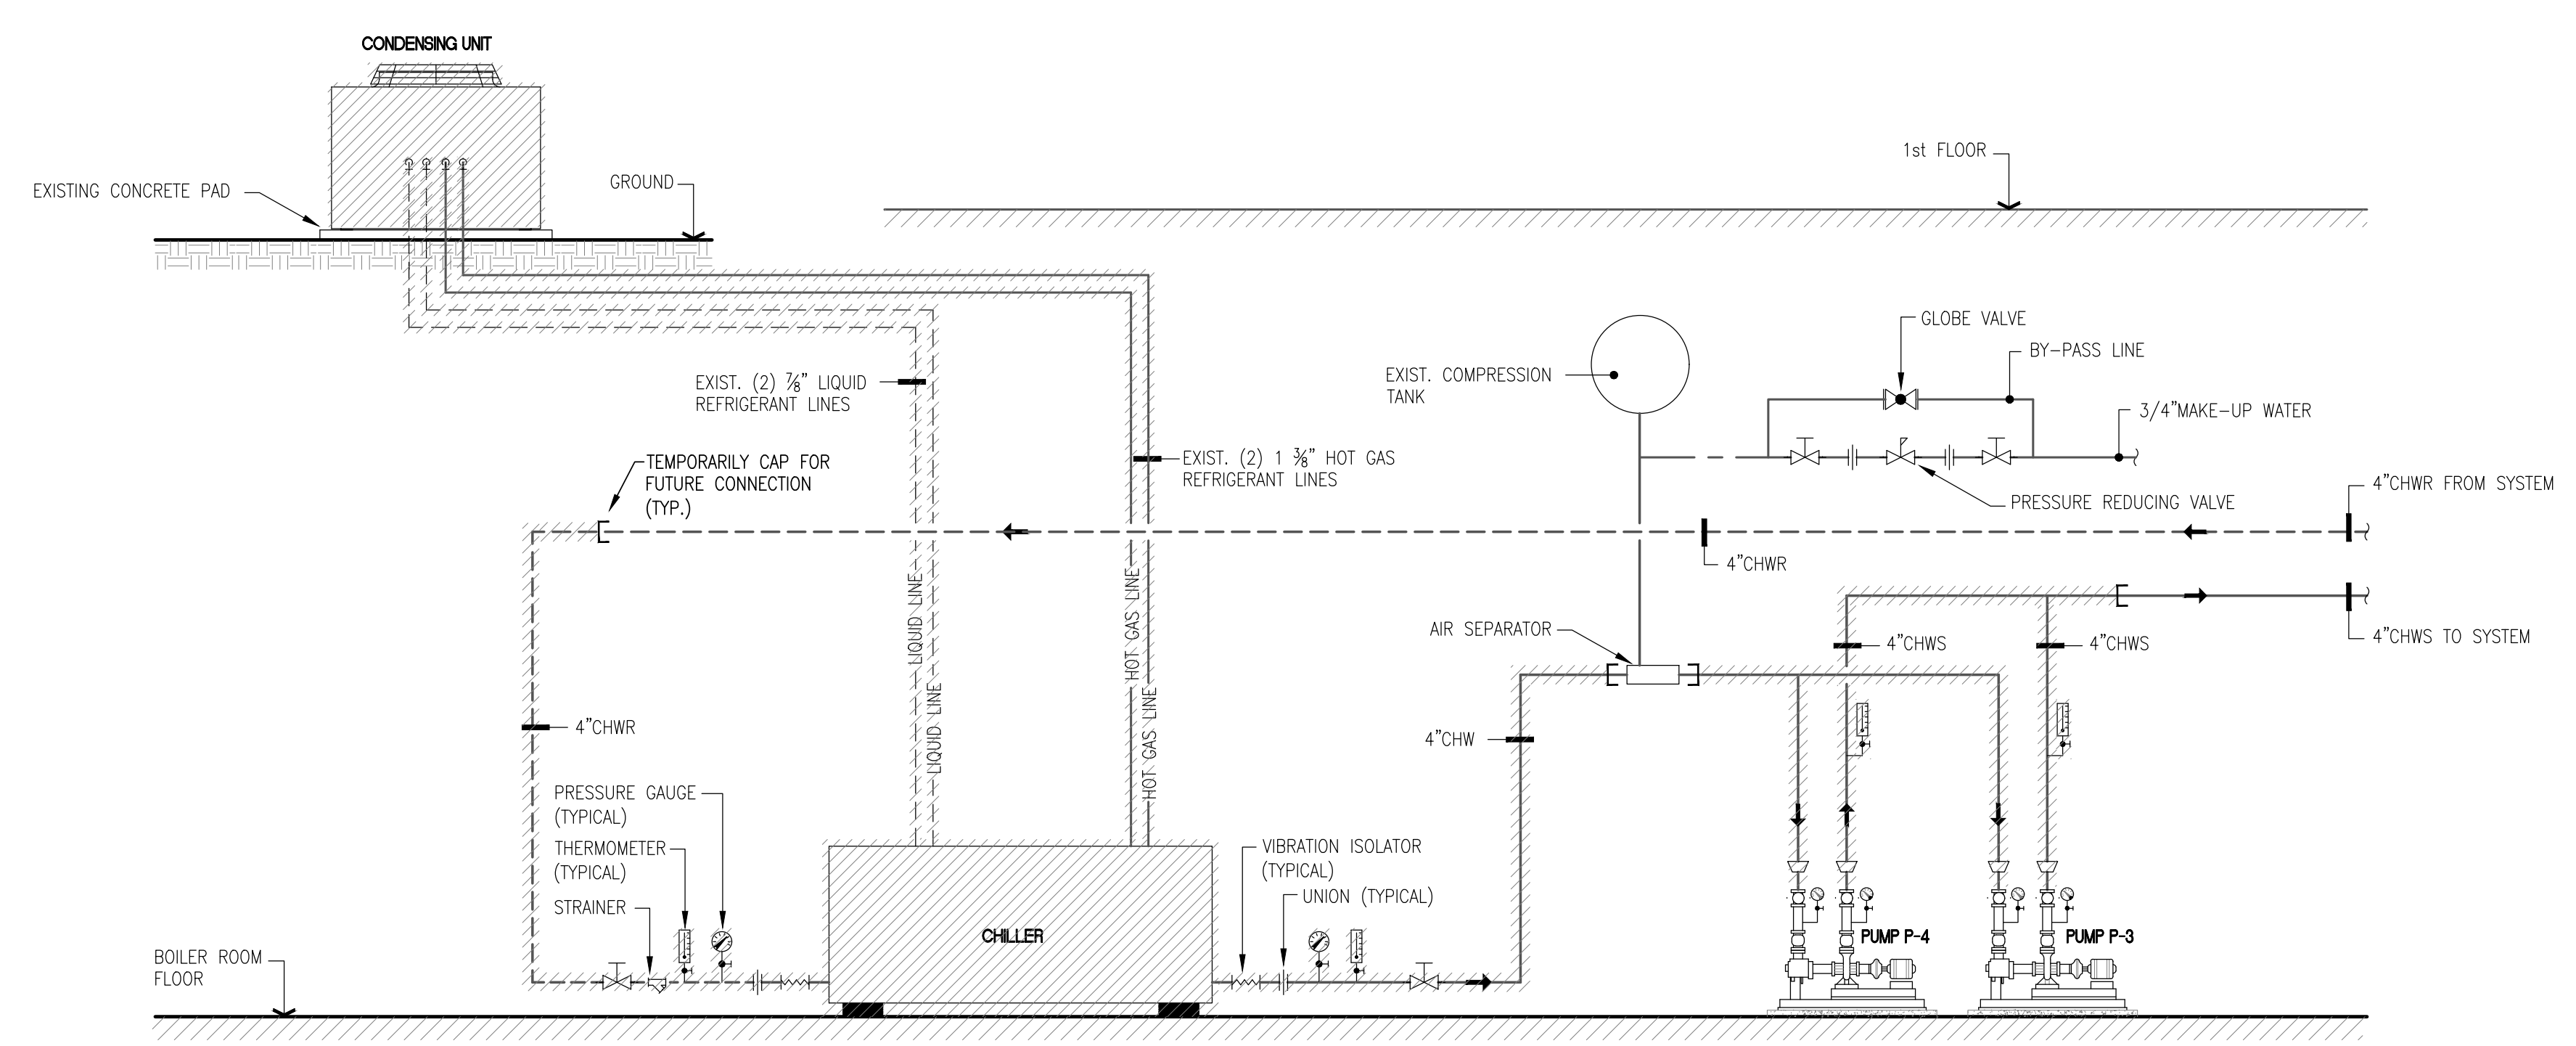 CONDENSING UNIT
EXISTING CONCRETE PAD
GROUND
1st FLOOR
GLOBE VALVE
BY-PASS LINE
EXIST. (2) ⅞" LIQUID
REFRIGERANT LINES
EXIST. COMPRESSION
TANK
3/4"MAKE-UP WATER
TEMPORARILY CAP FOR
FUTURE CONNECTION
(TYP.)
EXIST. (2) 1 ⅜" HOT GAS
REFRIGERANT LINES
PRESSURE REDUCING VALVE
4"CHWR FROM SYSTEM
4"CHWR
LIQUID LINE
LIQUID LINE
HOT GAS LINE
HOT GAS LINE
AIR SEPARATOR
4"CHWS
4"CHWS
4"CHWS TO SYSTEM
4"CHWR
4"CHW
PRESSURE GAUGE
(TYPICAL)
THERMOMETER
(TYPICAL)
STRAINER
VIBRATION ISOLATOR
(TYPICAL)
UNION (TYPICAL)
CHILLER
PUMP P-4
PUMP P-3
BOILER ROOM
FLOOR